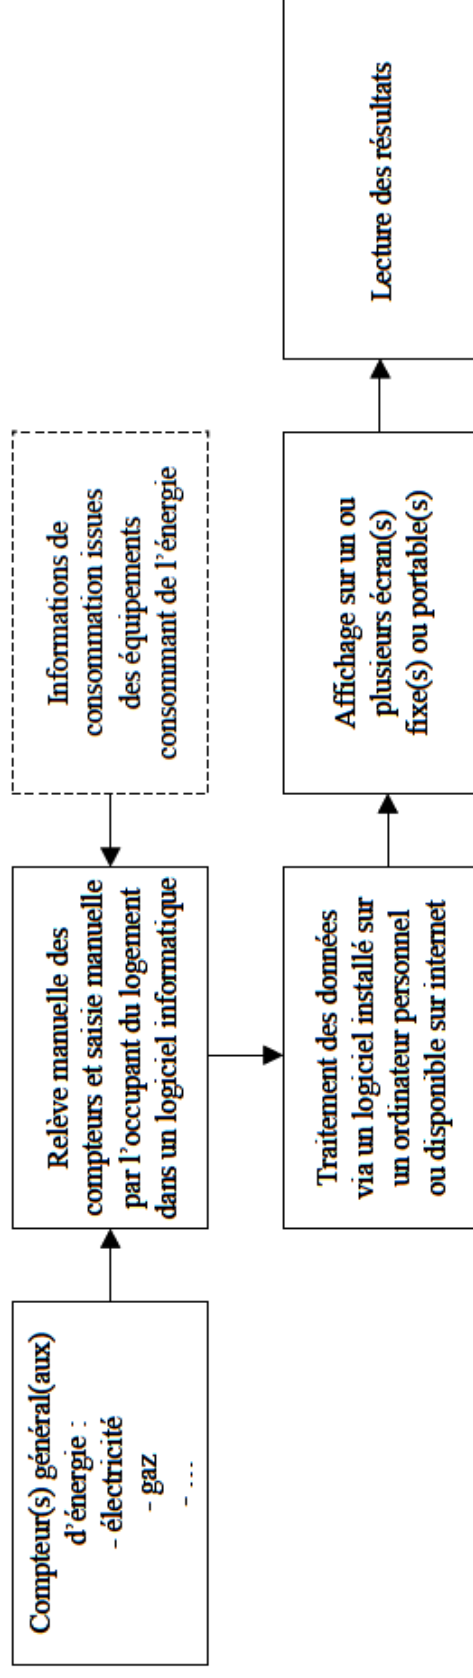 Compteur(s) général(aux)
d'énergie :
- électricité
- gaz
- …
Relève manuelle des
compteurs et saisie manuelle
par l'occupant du logement
dans un logiciel informatique
Informations de
consommation issues
des équipements
consommant de l'énergie
Traitement des données
via un logiciel installé sur
un ordinateur personnel
ou disponible sur internet
Affichage sur un ou
plusieurs écran(s)
fixe(s) ou portable(s)
Lecture des résultats